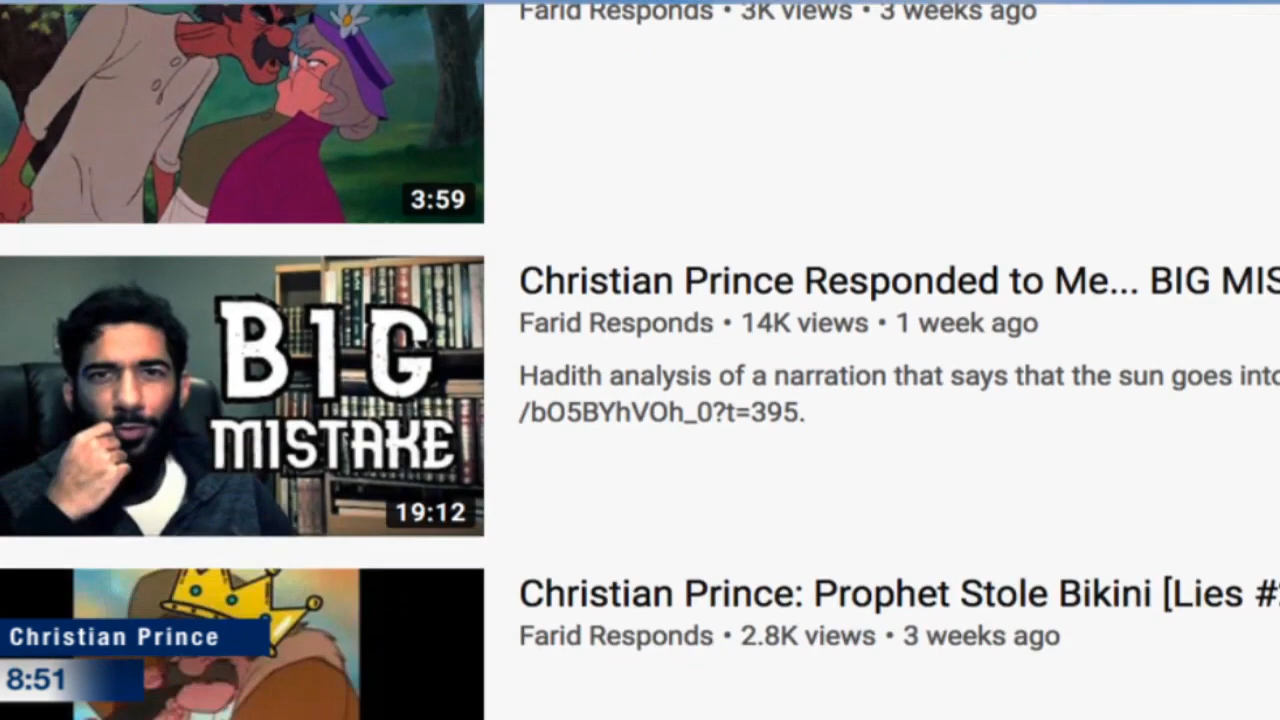 Farid Responds • 3K views • 3 weeks ago
3:59
BIG
MISTAKE
19:12
Christian Prince Responded to Me... BIG MIS
Farid Responds • 14K views • 1 week ago
Hadith analysis of a narration that says that the sun goes into
/bO5BYhVOh_0?t=395.
Christian Prince: Prophet Stole Bikini [Lies #
Farid Responds • 2.8K views • 3 weeks ago
Christian Prince
8:51